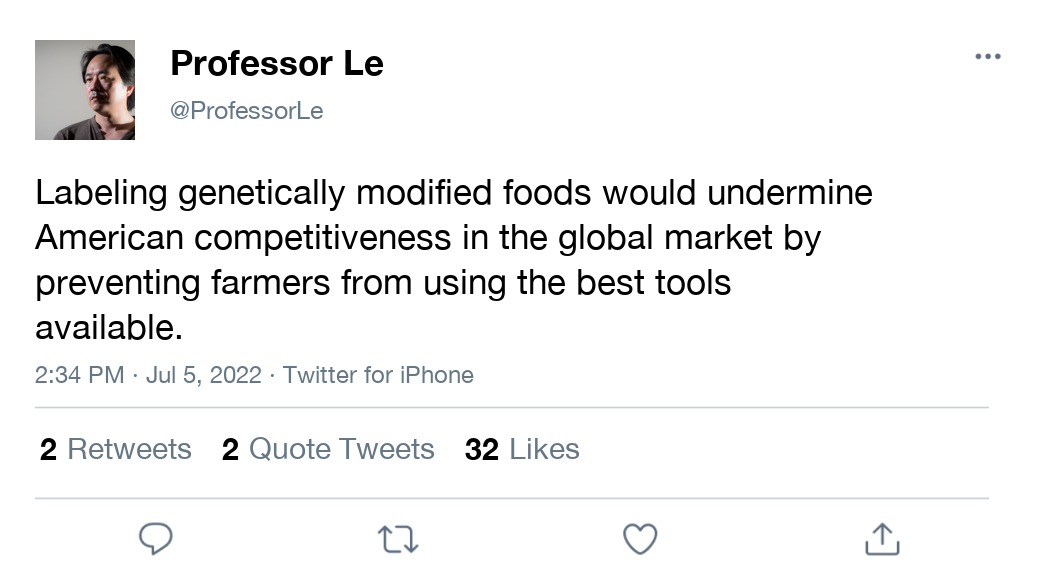 Professor Le
@ProfessorLe
Labeling genetically modified foods would undermine
American competitiveness in the global market by
preventing farmers from using the best tools
available.
2:34 PM · Jul 5, 2022 · Twitter for iPhone
2 Retweets 2 Quote Tweets 32 Likes